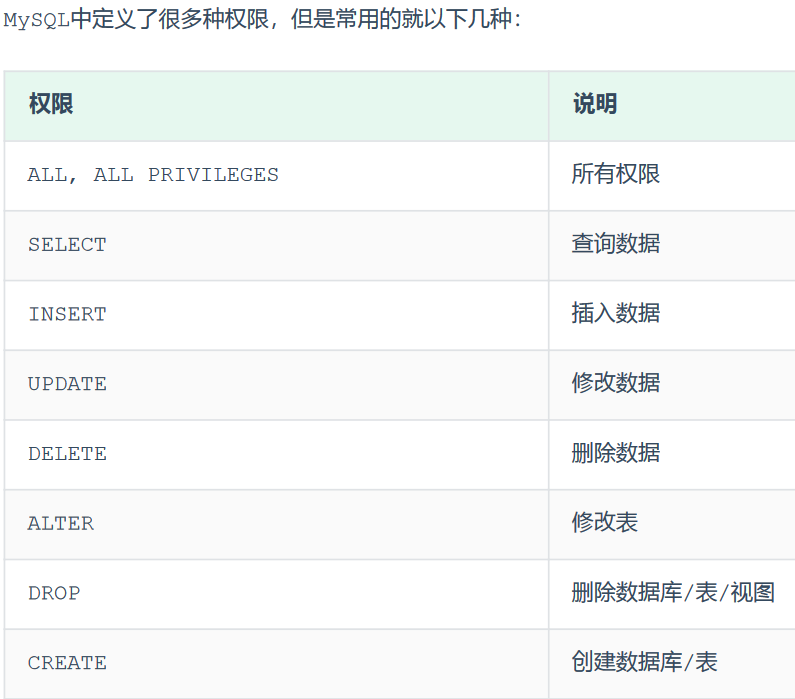 MySQL中定义了很多种权限，但是常用的就以下几种：
权限 说明
ALL, ALL PRIVILEGES 所有权限
SELECT 查询数据
INSERT 插入数据
UPDATE 修改数据
DELETE 删除数据
ALTER 修改表
DROP 删除数据库/表/视图
CREATE 创建数据库/表